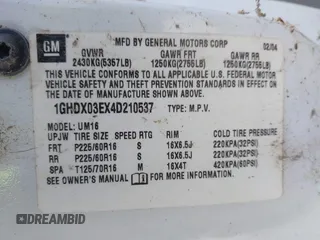 GM
MFD BY GENERAL MOTORS CORP
02/04
GVWR GAWR FRT GAWR RR
2430KG(5357LB) 1250KG(2755LB) 1250KG(2755LB)
THIS VEHICLE CONFORMS TO ALL APPLICABLE U.S. FEDERAL MOTOR
VEHICLE SAFETY AND THEFT PREVENTION STANDARDS IN EFFECT ON
THE DATE OF MANUFACTURE SHOWN ABOVE.
1GHDX03EX4D210537 TYPE: M.P.V.
MODEL: UM16
TIRE SIZE SPEED RTG RIM COLD TIRE PRESSURE
FRT P225/60R16 S 16X6.5J 220KPA(32PSI)
RR P225/60R16 S 16X6.5J 220KPA(32PSI)
SPA T125/70R16 M 16X4T 420KPA(60PSI)
SEE OWNER'S MANUAL FOR ADDITIONAL INFORMATION
DREAMBID